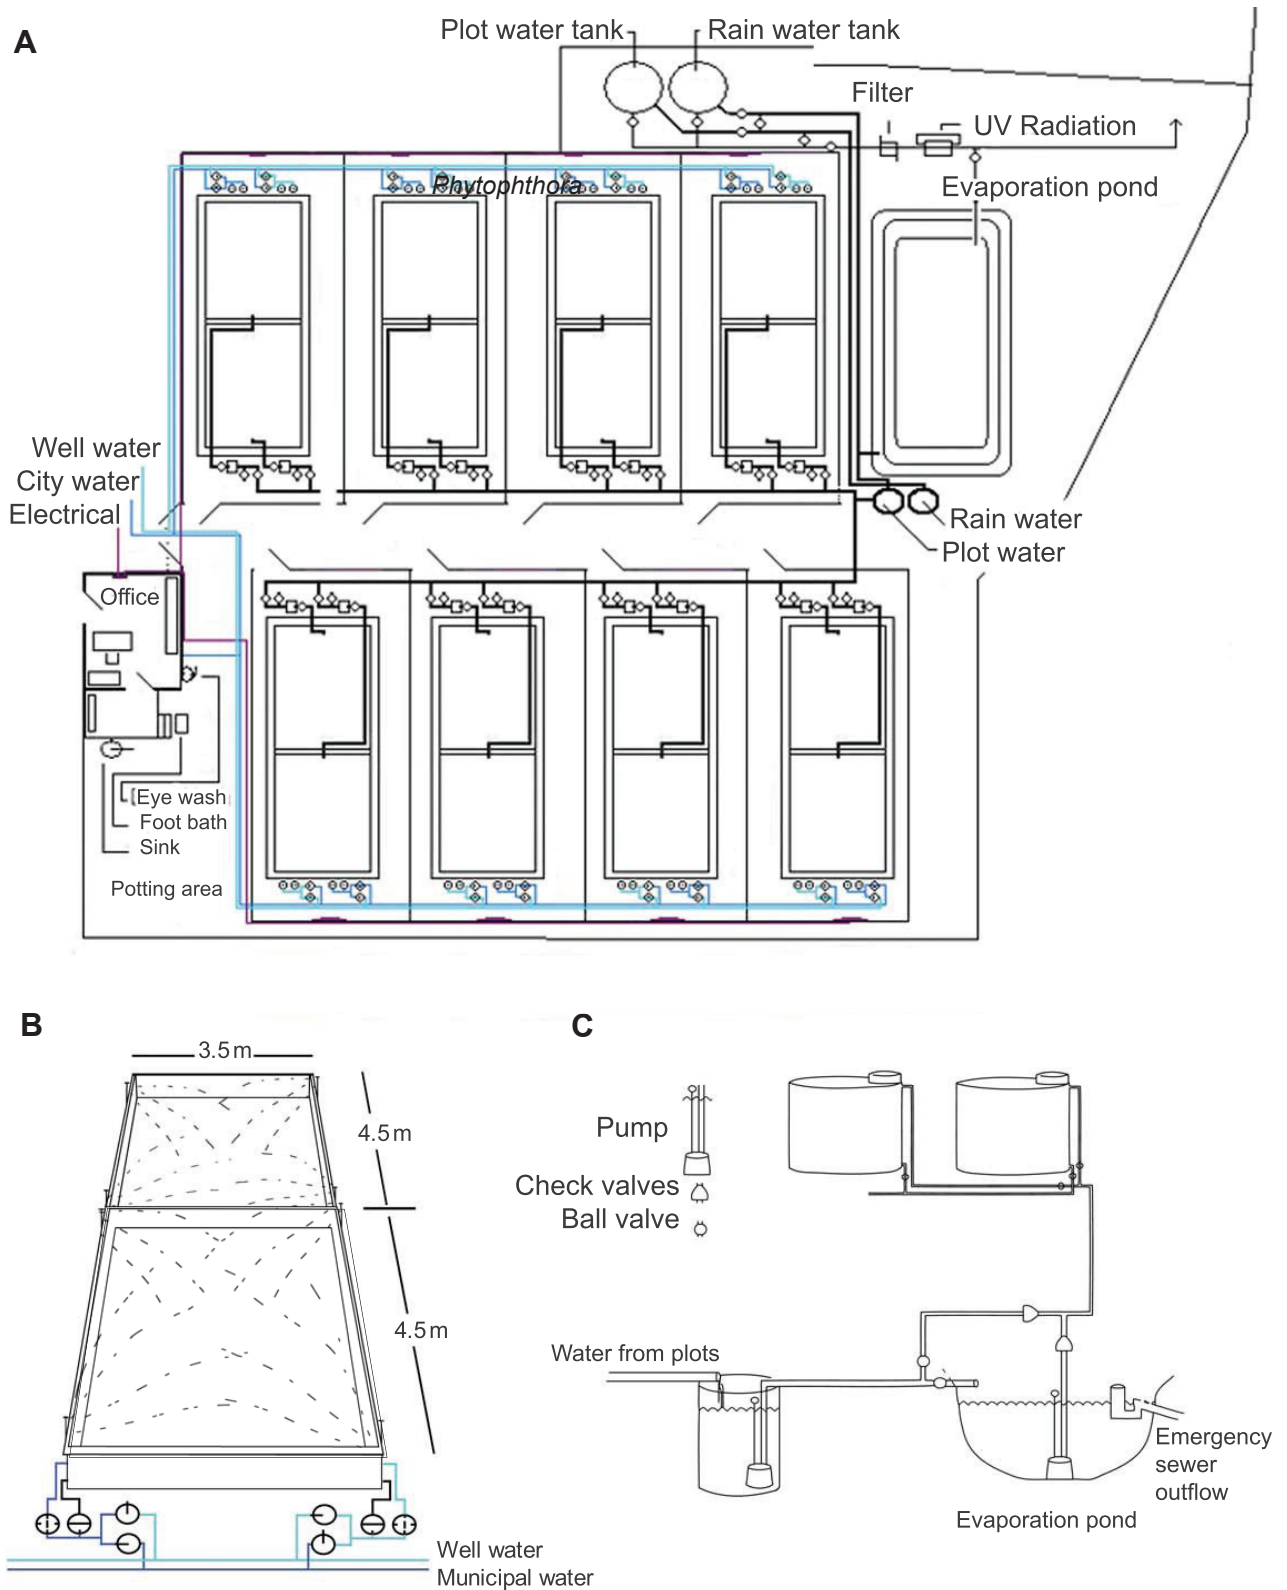 A
Plot water tank
Rain water tank
Filter
UV Radiation
Evaporation pond
Phytophthora
Well water
City water
Electrical
Rain water
Plot water
Office
Eye wash
Foot bath
Sink
Potting area
B
3.5 m
4.5 m
4.5 m
Well water
Municipal water
C
Pump
Check valves
Ball valve
Water from plots
Emergency
sewer
outflow
Evaporation pond